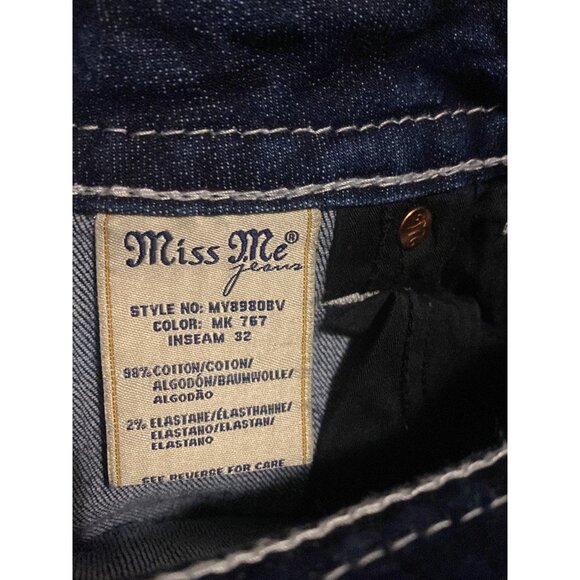 Miss Me®
jeans
STYLE NO: MY8980BV
COLOR: MK 767
INSEAM 32
98% COTTON/COTON/
ALGODÓN/BAUMWOLLE/
ALGODÃO
2% ELASTANE/ÉLASTHANNE/
ELASTANO/ELASTAN/
ELASTANO
SEE REVERSE FOR CARE